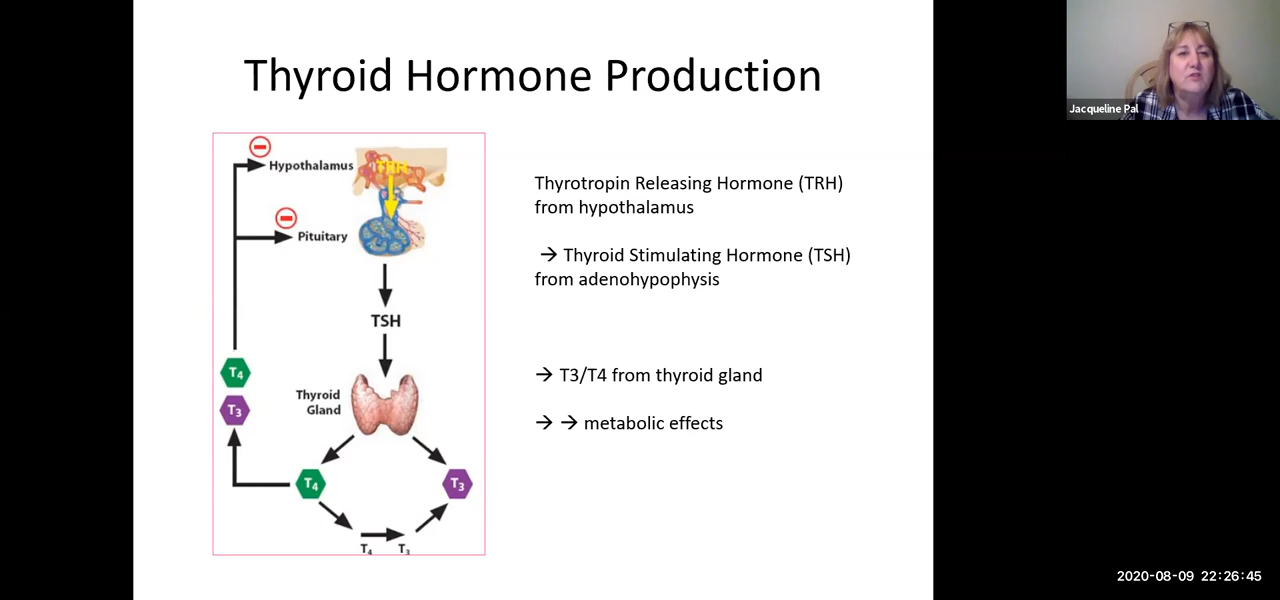 Thyroid Hormone Production
Jacqueline Pal
Hypothalamus
TRH
Pituitary
TSH
Thyroid
Gland
T4
T3
T4
T3
T4 T3
Thyrotropin Releasing Hormone (TRH)
from hypothalamus
→ Thyroid Stimulating Hormone (TSH)
from adenohypophysis
→ T3/T4 from thyroid gland
→ → metabolic effects
2020-08-09 22:26:45